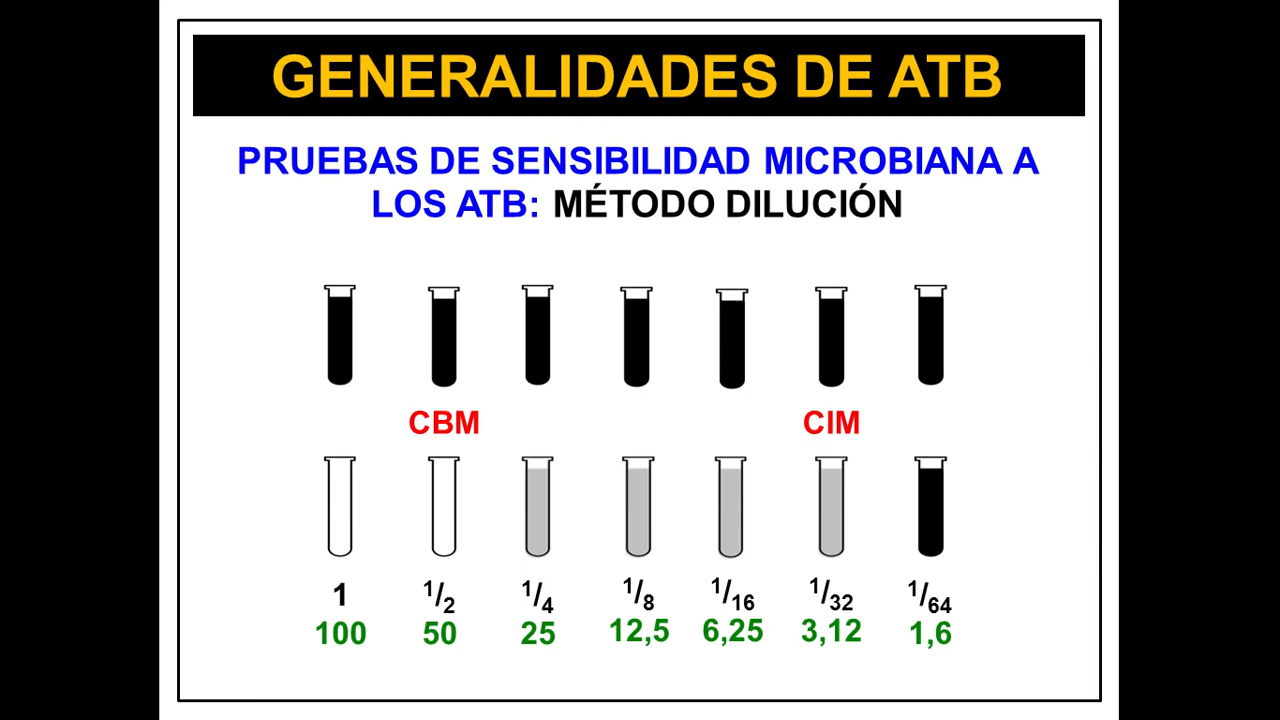 GENERALIDADES DE ATB
PRUEBAS DE SENSIBILIDAD MICROBIANA A
LOS ATB: MÉTODO DILUCIÓN
CBM CIM
1 1/2 1/4 1/8 1/16 1/32 1/64
100 50 25 12,5 6,25 3,12 1,6